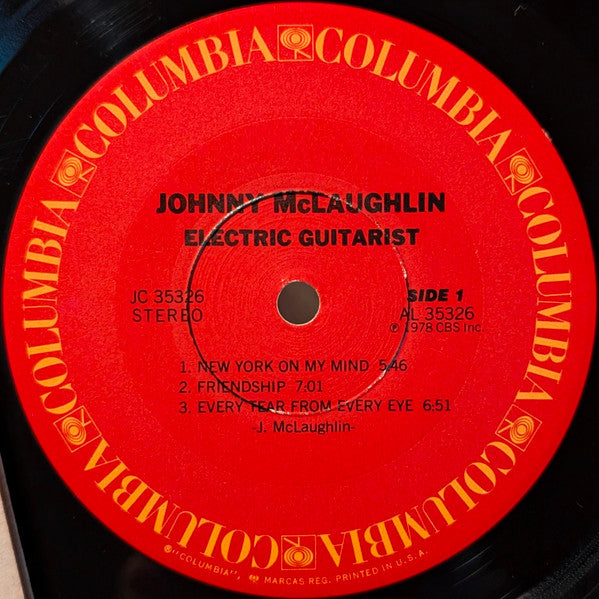 COLUMBIA COLUMBIA COLUMBIA COLUMBIA COLUMBIA COLUMBIA COLUMBIA COLUMBIA
JOHNNY McLAUGHLIN
ELECTRIC GUITARIST
JC 35326
STEREO
SIDE 1
AL 35326
℗ 1978 CBS Inc.
1. NEW YORK ON MY MIND 5:46
2. FRIENDSHIP 7:01
3. EVERY TEAR FROM EVERY EYE 6:51
-J. McLaughlin-
"COLUMBIA", MARCAS REG. PRINTED IN U.S.A.